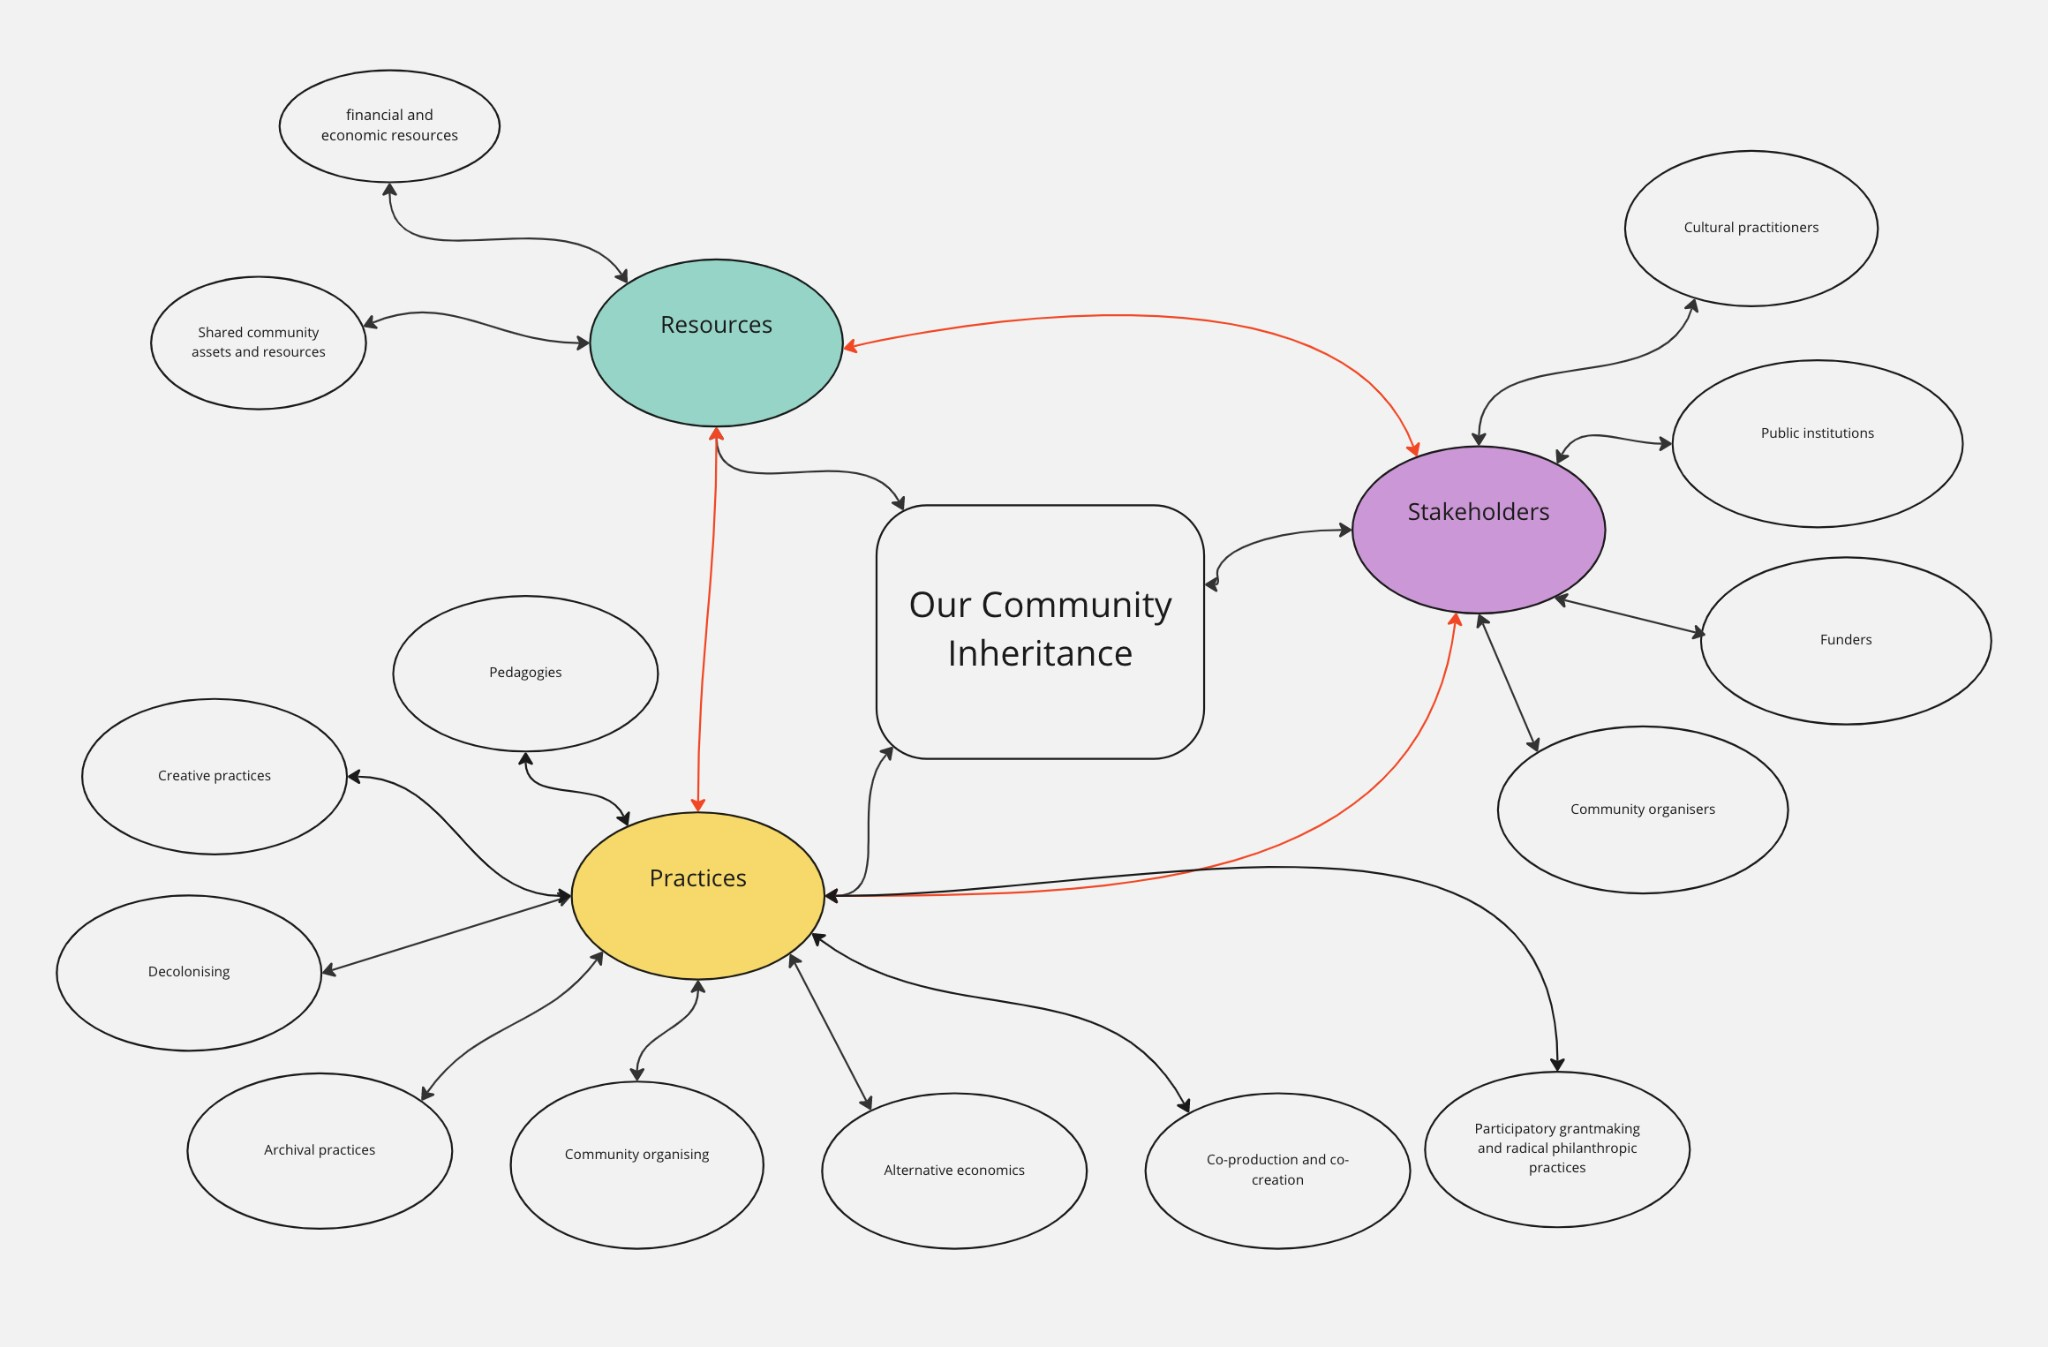 financial and
economic resources
Cultural practitioners
Resources
Shared community
assets and resources
Public institutions
Stakeholders
Our Community
Inheritance
Funders
Pedagogies
Creative practices
Community organisers
Practices
Decolonising
Archival practices
Community organising
Alternative economics
Co-production and co-
creation
Participatory grantmaking
and radical philanthropic
practices